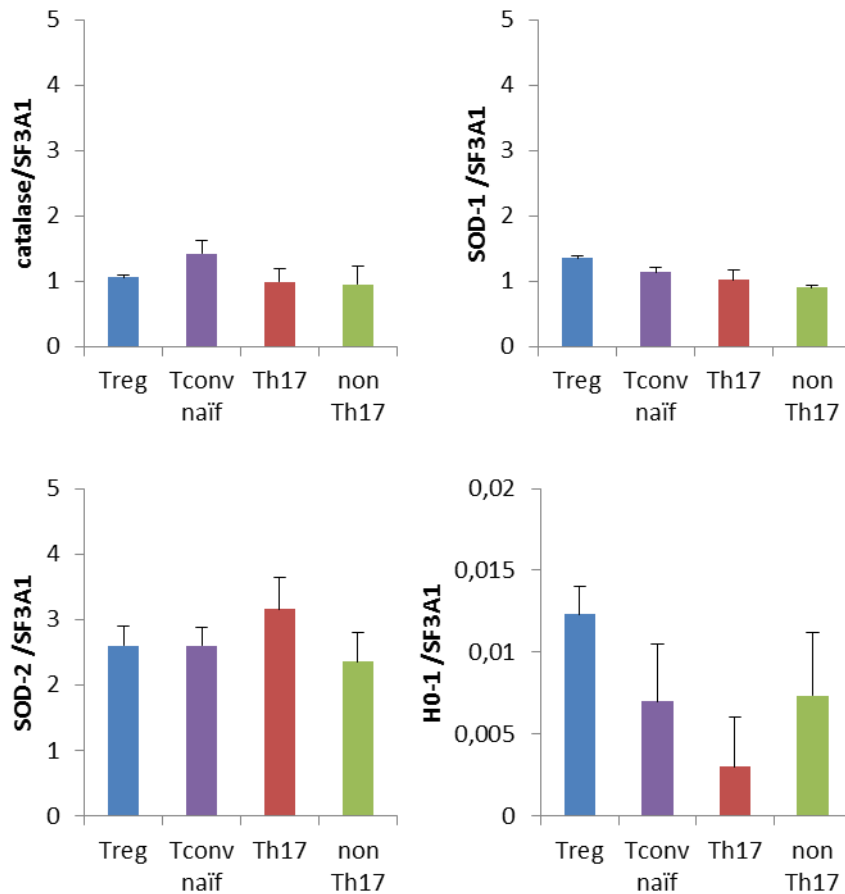 catalase/SF3A1
5
4
3
2
1
0
Treg Tconv naïf Th17 non Th17
SOD-1 /SF3A1
5
4
3
2
1
0
Treg Tconv naïf Th17 non Th17
SOD-2 /SF3A1
5
4
3
2
1
0
Treg Tconv naïf Th17 non Th17
H0-1 /SF3A1
0,02
0,015
0,01
0,005
0
Treg Tconv naïf Th17 non Th17